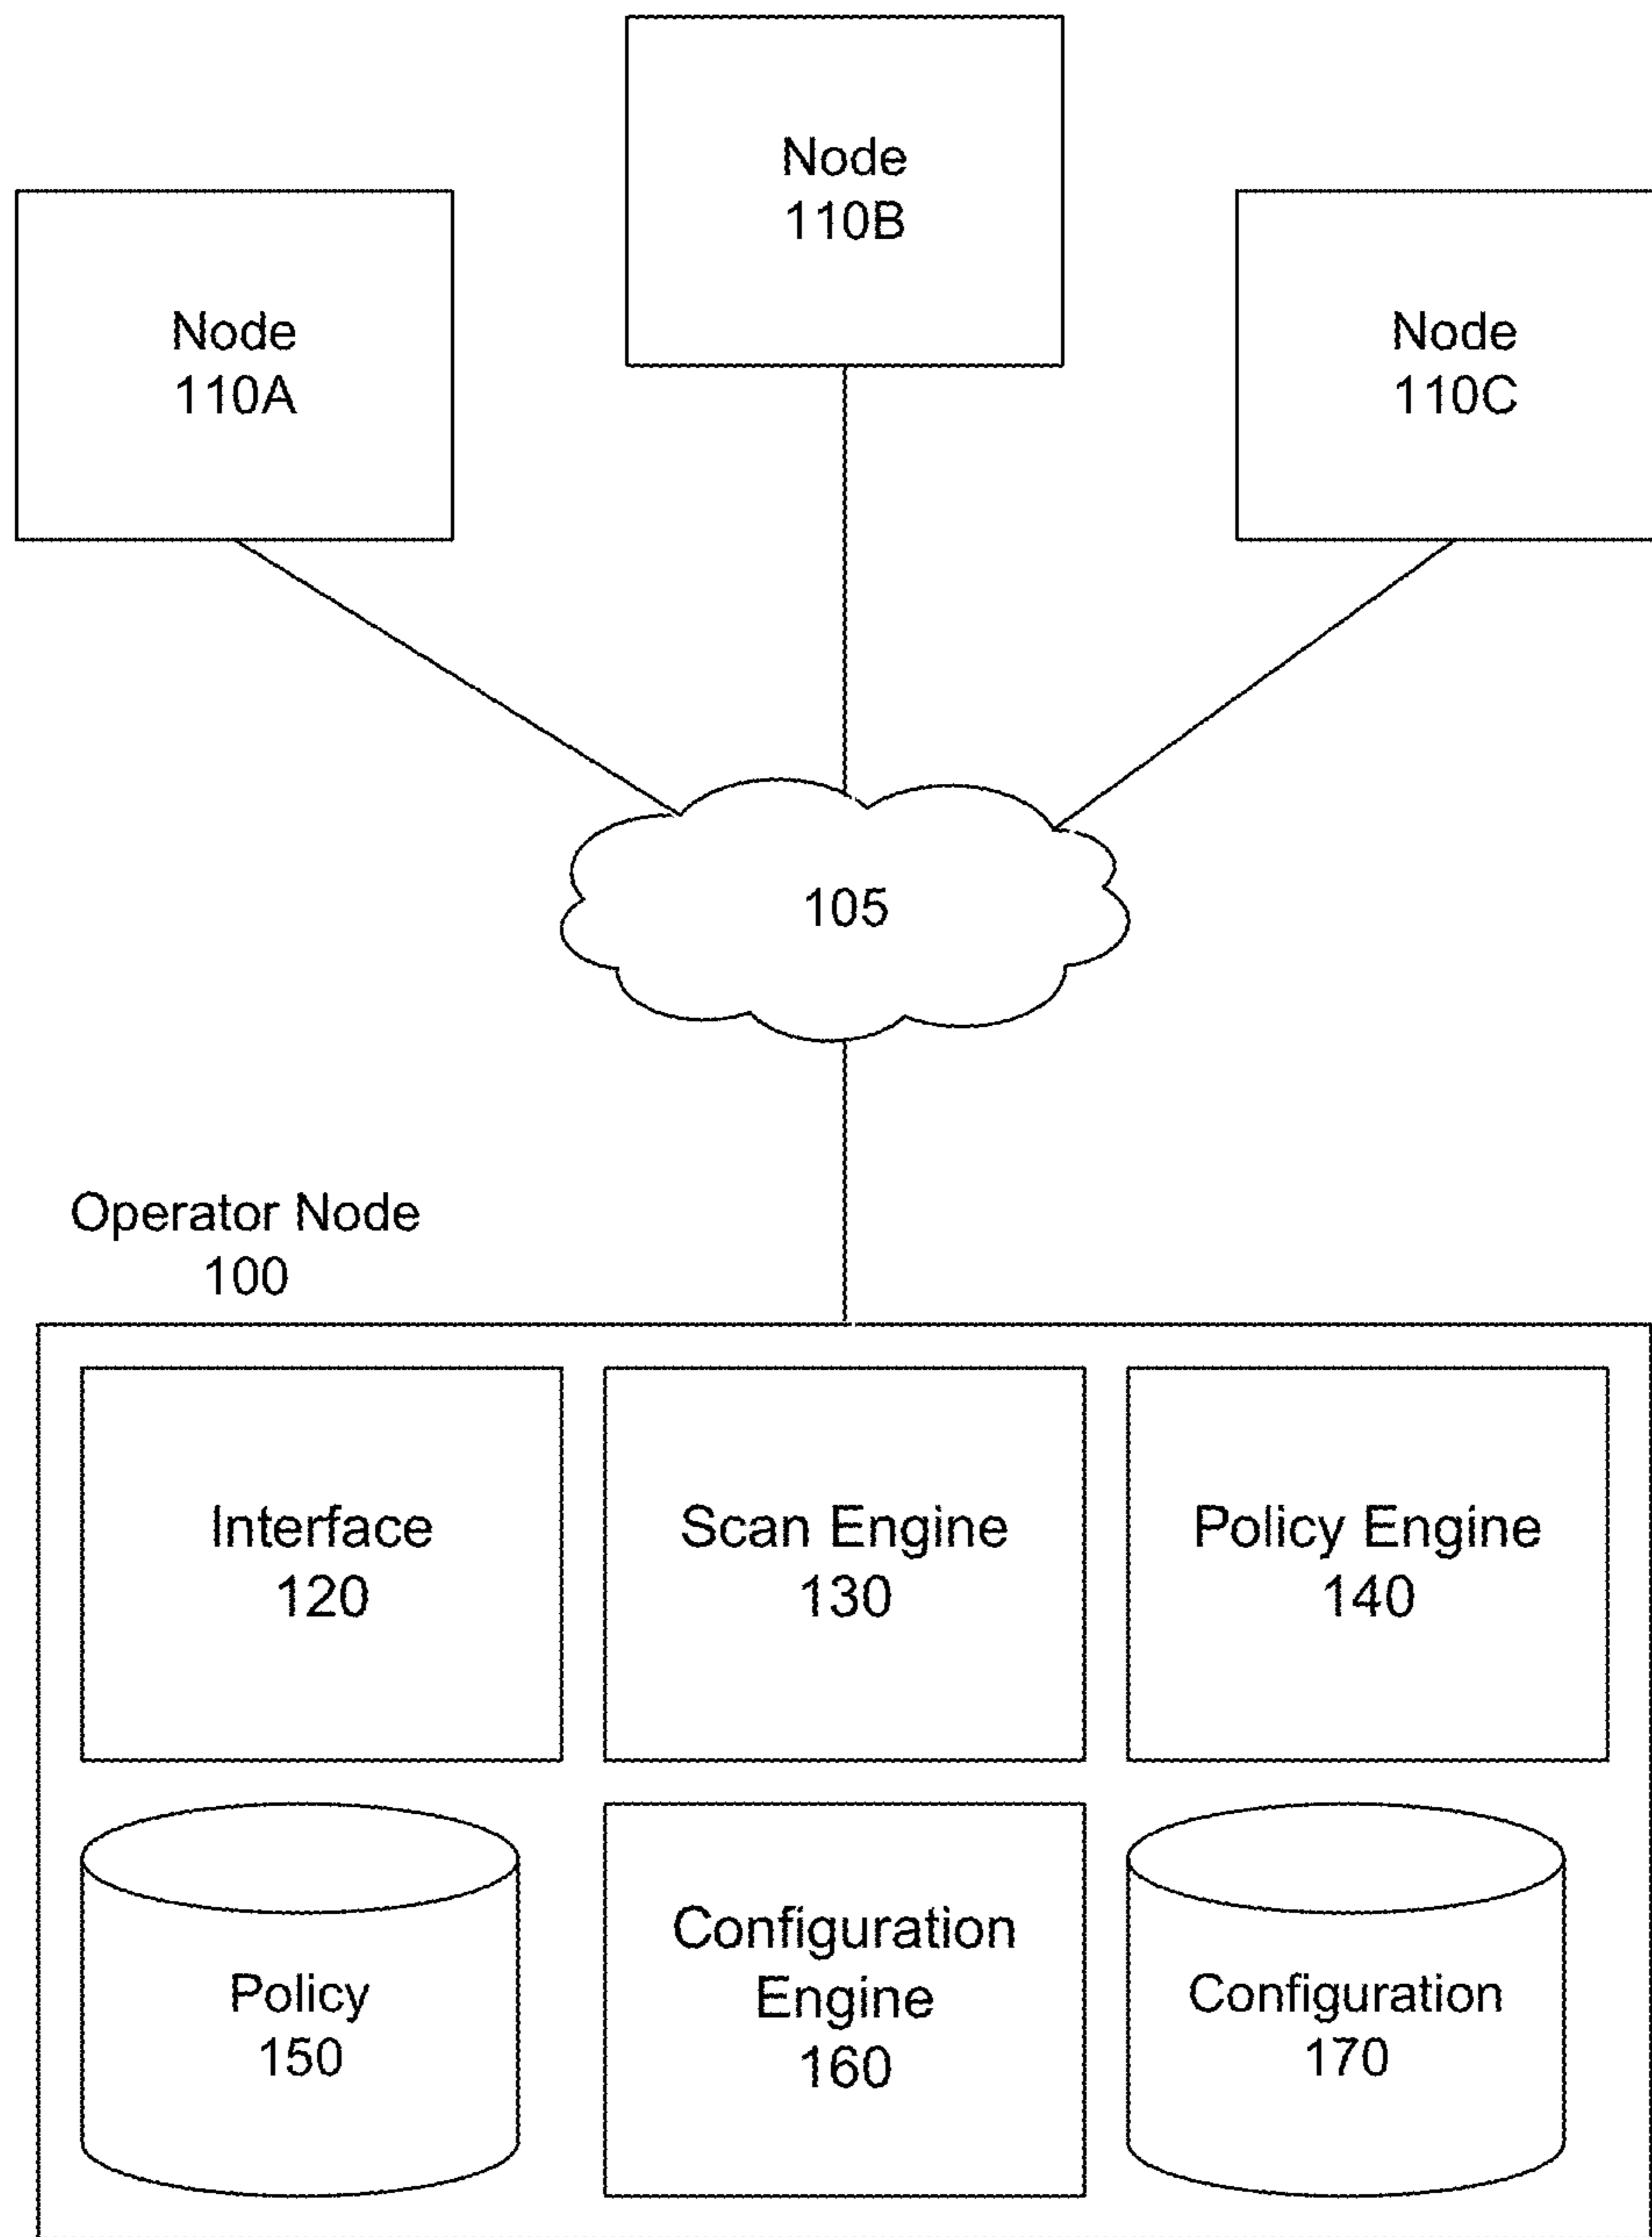 Node
110B
Node
110A
Node
110C
105
Operator Node
100
Interface
120
Scan Engine
130
Policy Engine
140
Policy
150
Configuration
Engine
160
Configuration
170